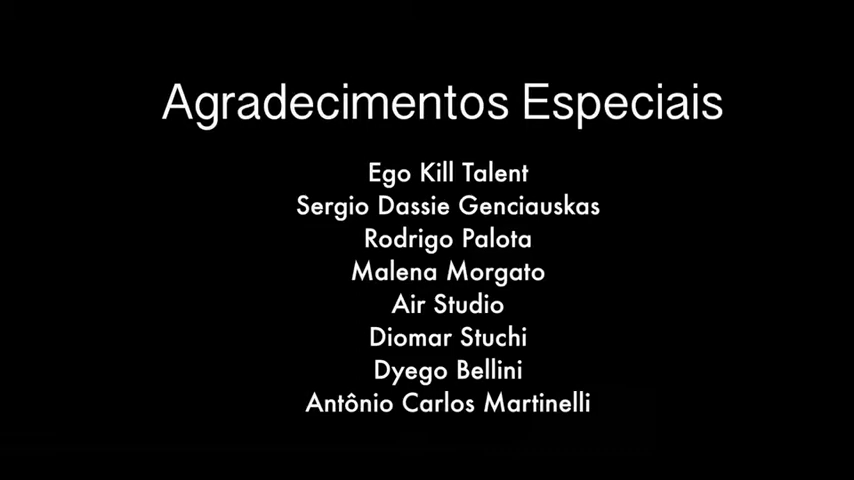 Agradecimentos Especiais
Ego Kill Talent
Sergio Dassie Genciauskas
Rodrigo Palota
Malena Morgato
Air Studio
Diomar Stuchi
Dyego Bellini
Antônio Carlos Martinelli